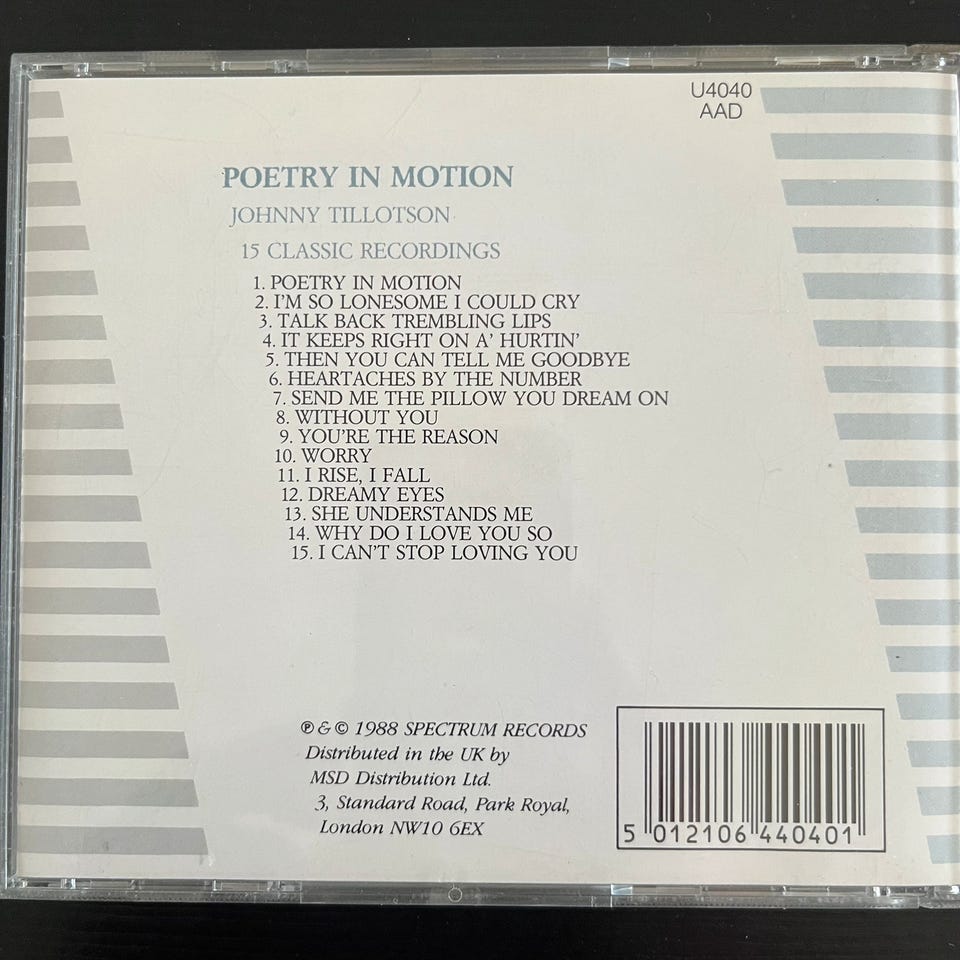 U4040
AAD
POETRY IN MOTION
JOHNNY TILLOTSON
15 CLASSIC RECORDINGS
1. POETRY IN MOTION
2. I'M SO LONESOME I COULD CRY
3. TALK BACK TREMBLING LIPS
4. IT KEEPS RIGHT ON A' HURTIN'
5. THEN YOU CAN TELL ME GOODBYE
6. HEARTACHES BY THE NUMBER
7. SEND ME THE PILLOW YOU DREAM ON
8. WITHOUT YOU
9. YOU'RE THE REASON
10. WORRY
11. I RISE, I FALL
12. DREAMY EYES
13. SHE UNDERSTANDS ME
14. WHY DO I LOVE YOU SO
15. I CAN'T STOP LOVING YOU
℗ & © 1988 SPECTRUM RECORDS
Distributed in the UK by
MSD Distribution Ltd.
3, Standard Road, Park Royal,
London NW10 6EX
5 012106 440401